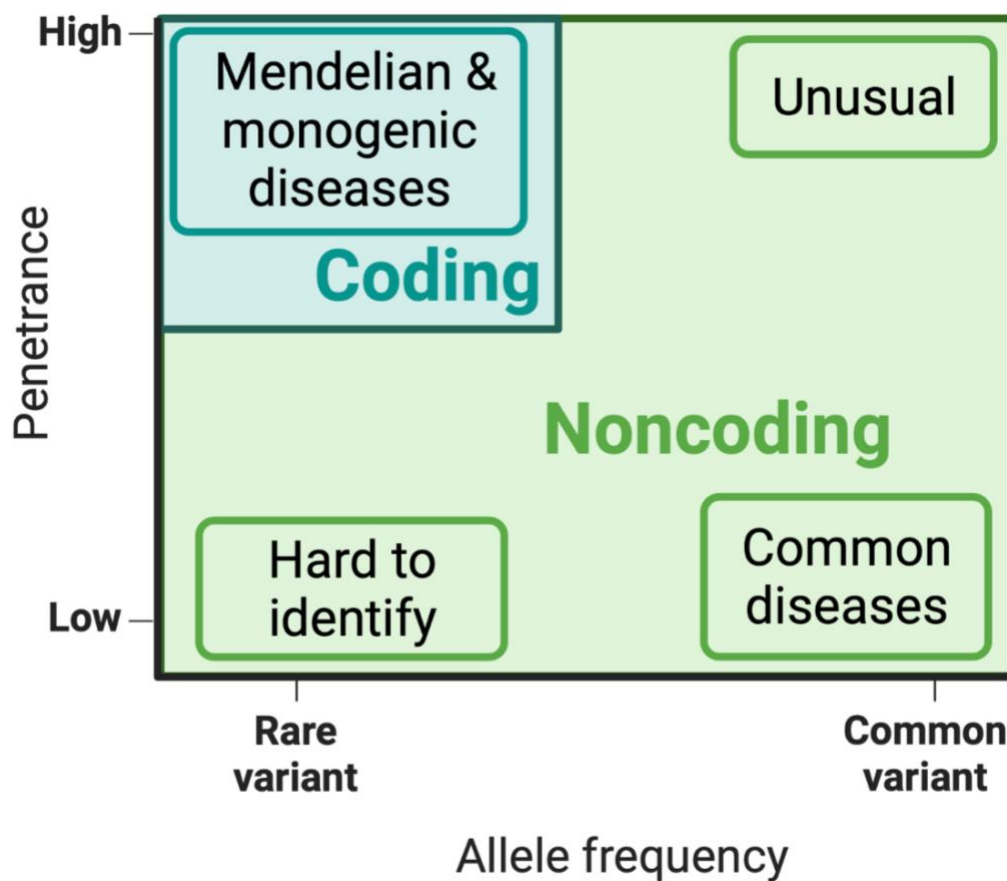 High
Mendelian &
monogenic
diseases
Unusual
Coding
Penetrance
Noncoding
Hard to
identify
Common
diseases
Low
Rare
variant
Common
variant
Allele frequency